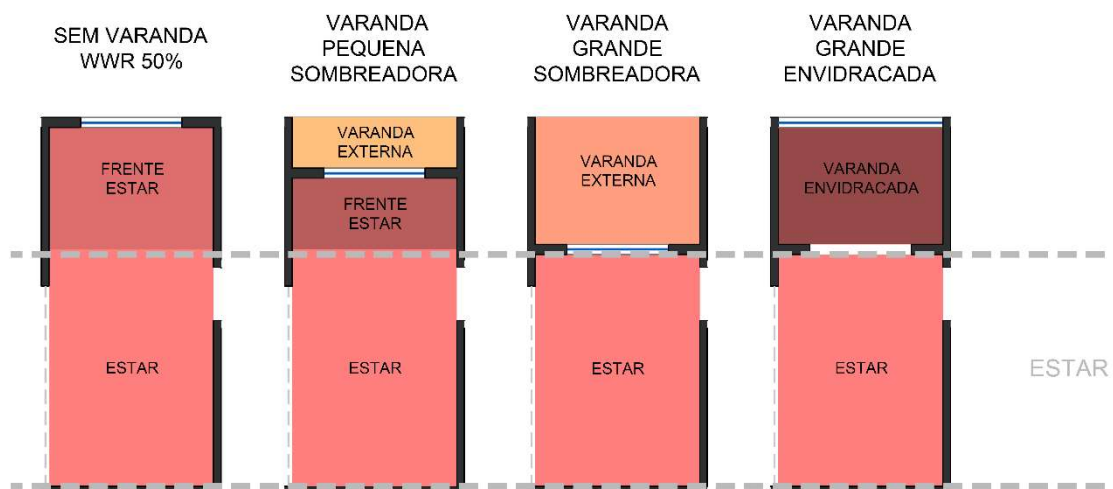 SEM VARANDA
WWR 50%
VARANDA
PEQUENA
SOMBREADORA
VARANDA
GRANDE
SOMBREADORA
VARANDA
GRANDE
ENVIDRACADA
FRENTE
ESTAR
VARANDA
EXTERNA
FRENTE
ESTAR
VARANDA
EXTERNA
VARANDA
ENVIDRACADA
ESTAR
ESTAR
ESTAR
ESTAR
ESTAR